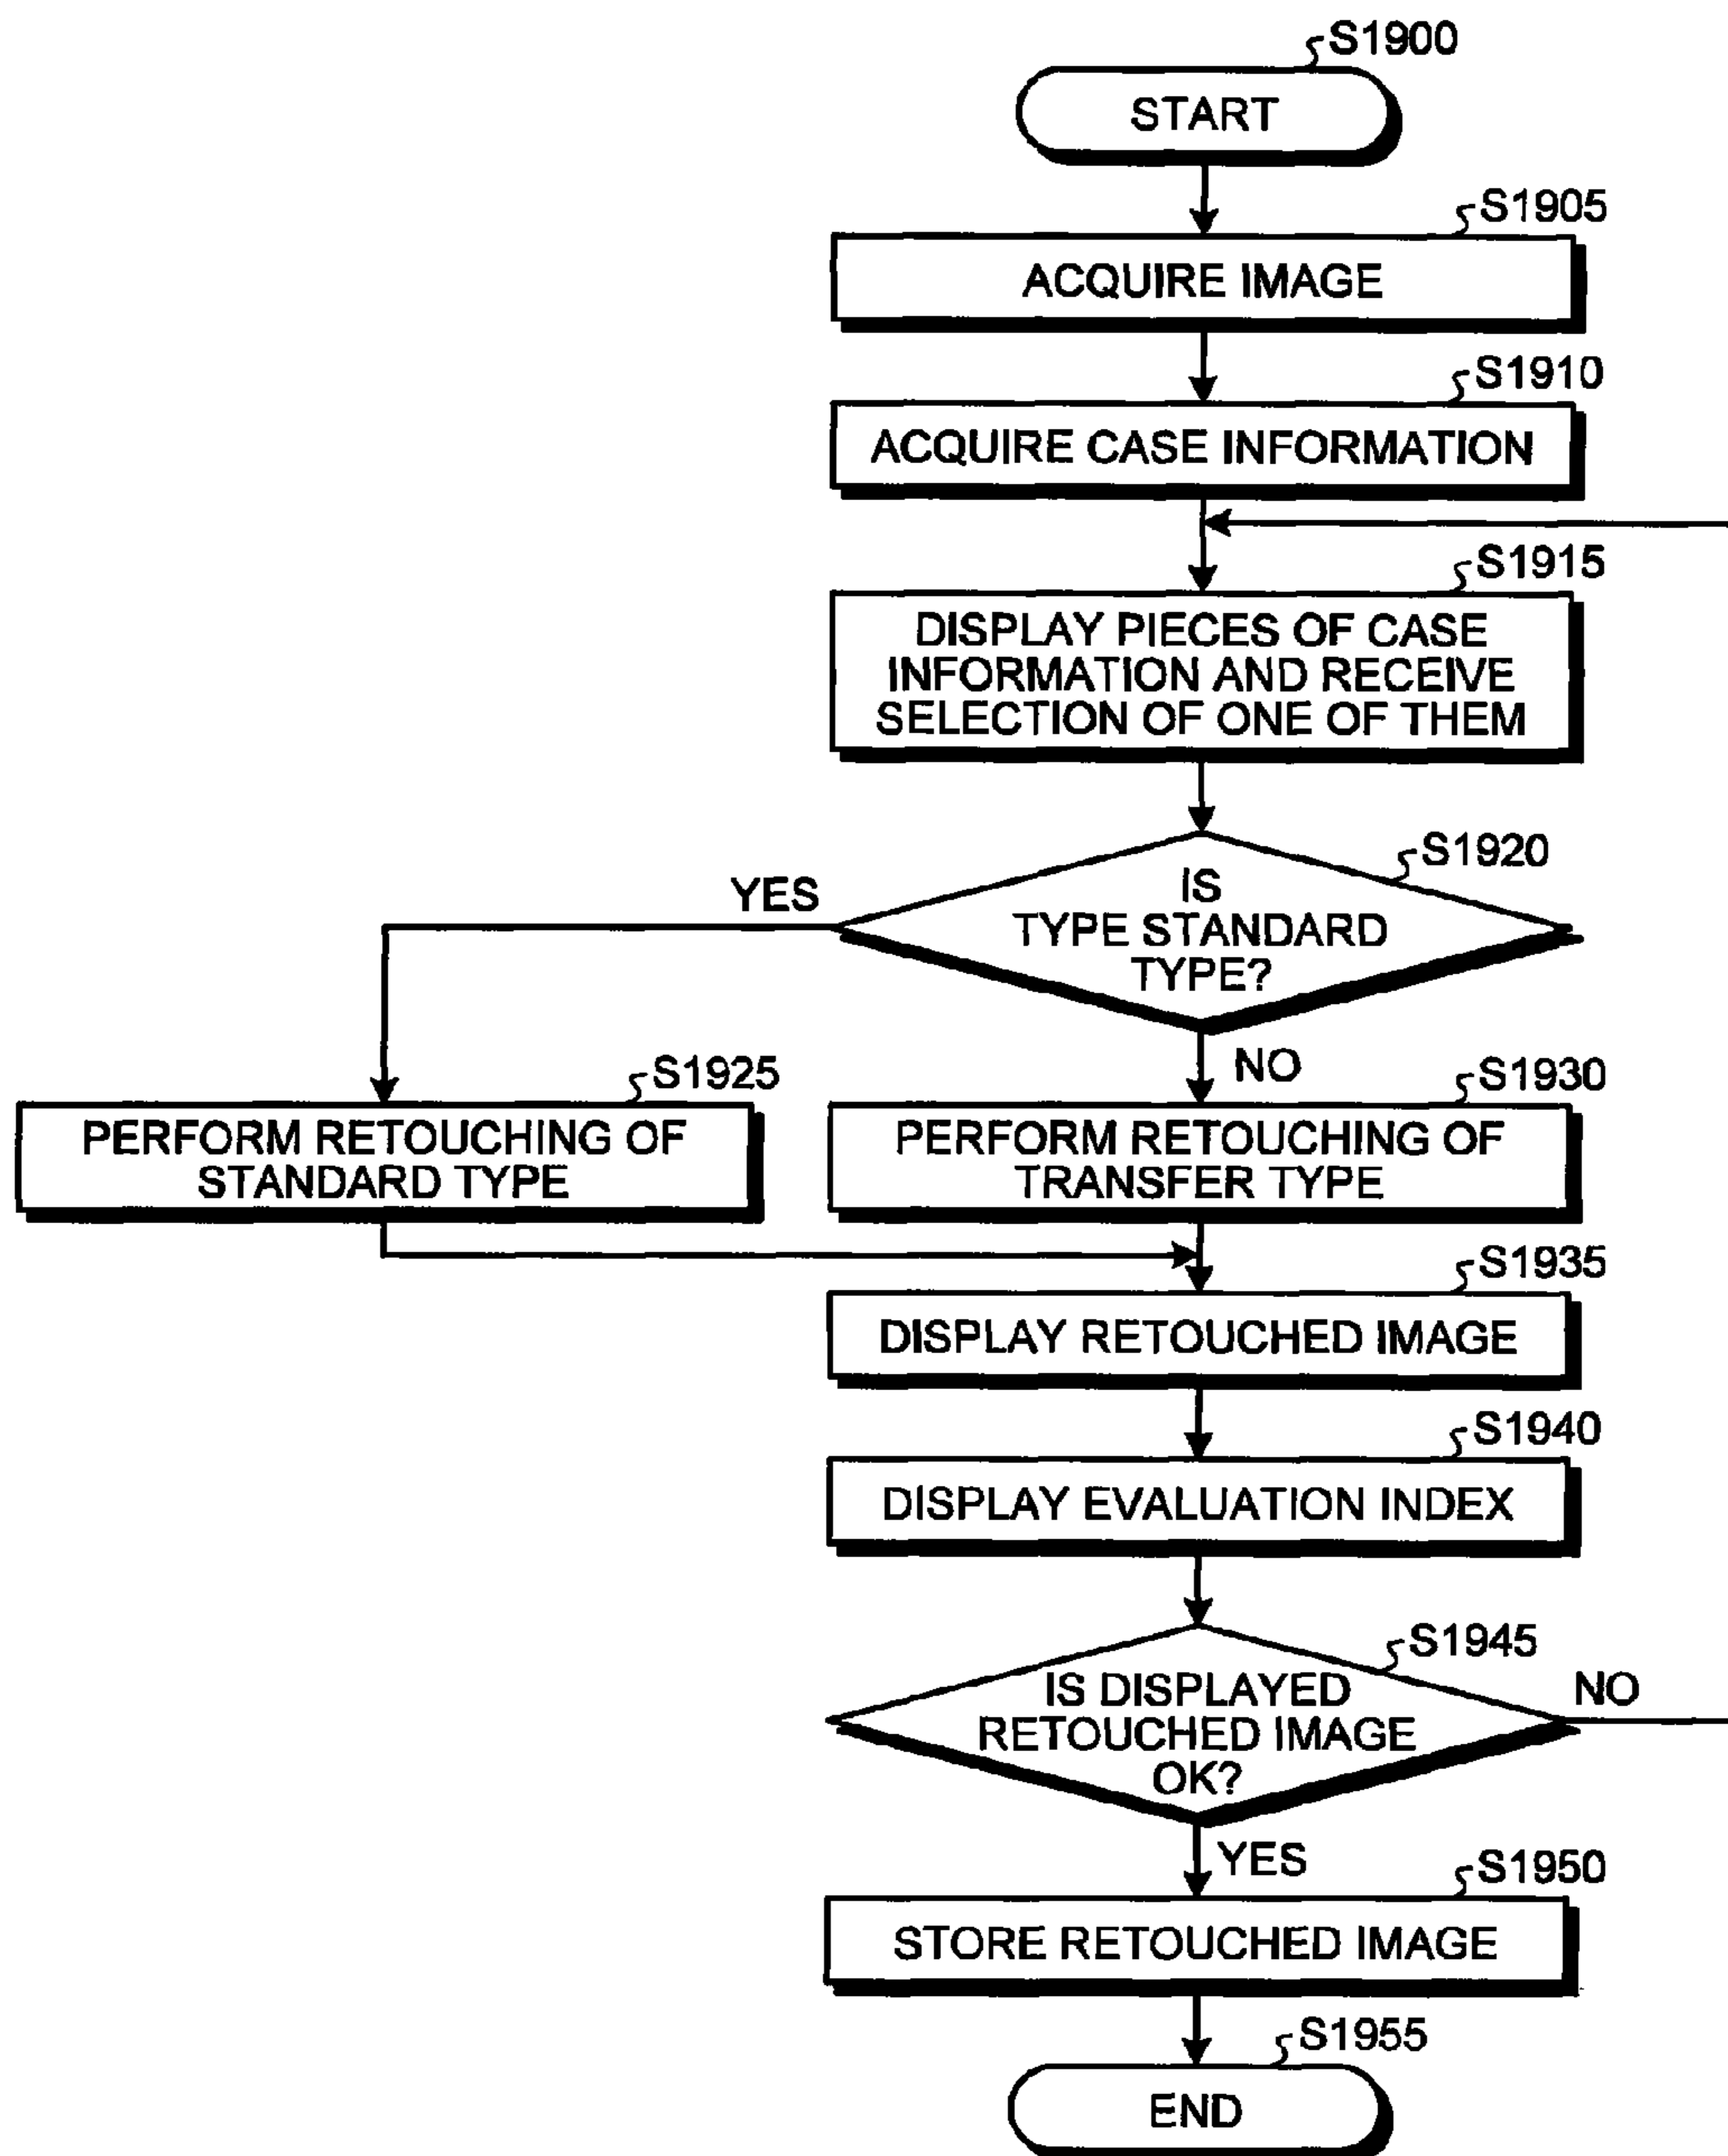 S1900
START
S1905
ACQUIRE IMAGE
S1910
ACQUIRE CASE INFORMATION
S1915
DISPLAY PIECES OF CASE
INFORMATION AND RECEIVE
SELECTION OF ONE OF THEM
S1920
IS
TYPE STANDARD
TYPE?
YES
NO
S1925
PERFORM RETOUCHING OF
STANDARD TYPE
S1930
PERFORM RETOUCHING OF
TRANSFER TYPE
S1935
DISPLAY RETOUCHED IMAGE
S1940
DISPLAY EVALUATION INDEX
S1945
IS DISPLAYED
RETOUCHED IMAGE
OK?
NO
YES
S1950
STORE RETOUCHED IMAGE
S1955
END